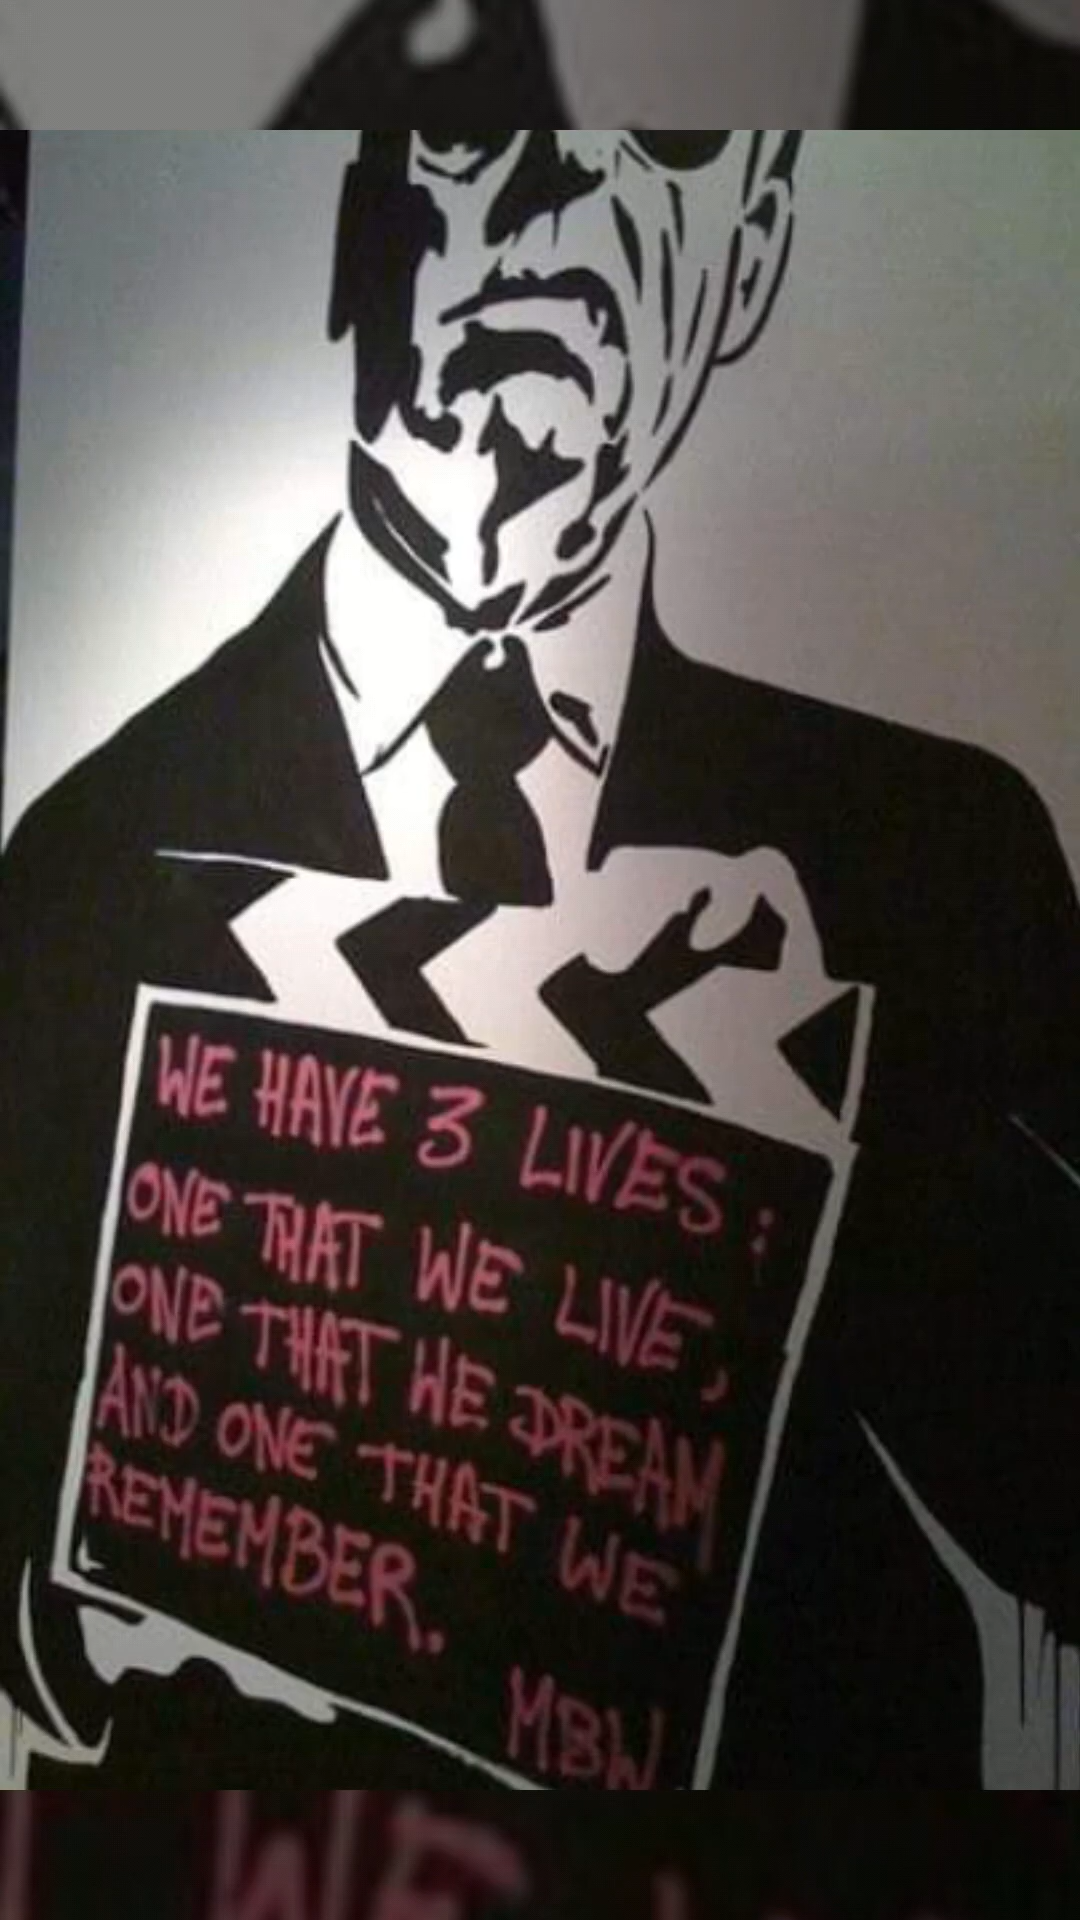 WE HAVE 3 LIVES:
ONE THAT WE LIVE,
ONE THAT WE DREAM
AND ONE THAT WE
REMEMBER.
MBW